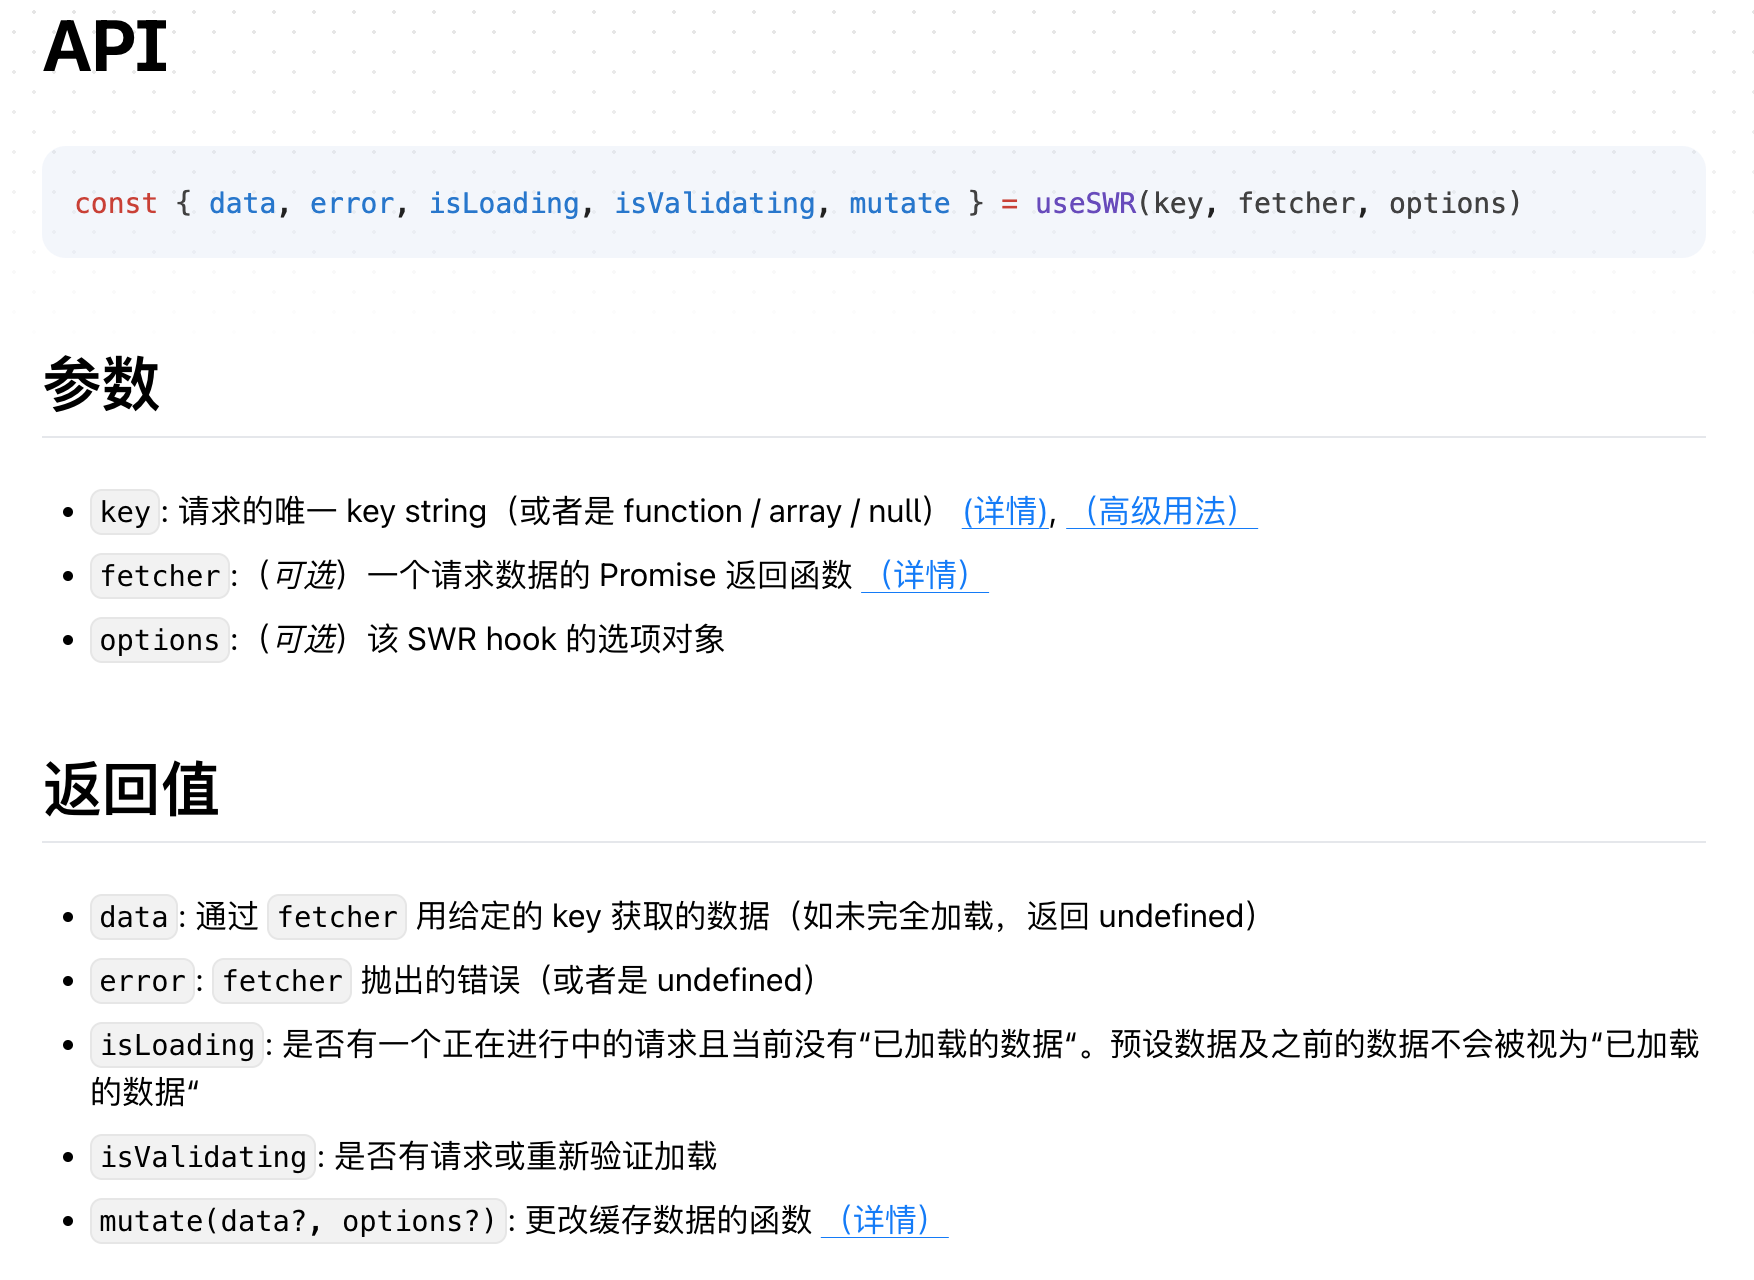 API
const { data, error, isLoading, isValidating, mutate } = useSWR(key, fetcher, options)
参数
key: 请求的唯一 key string（或者是 function / array / null） (详情), （高级用法）
fetcher:（可选）一个请求数据的 Promise 返回函数 （详情）
options:（可选）该 SWR hook 的选项对象
返回值
data: 通过 fetcher 用给定的 key 获取的数据（如未完全加载，返回 undefined）
error: fetcher 抛出的错误（或者是 undefined）
isLoading: 是否有一个正在进行中的请求且当前没有“已加载的数据“。预设数据及之前的数据不会被视为“已加载
的数据“
isValidating: 是否有请求或重新验证加载
mutate(data?, options?): 更改缓存数据的函数 （详情）